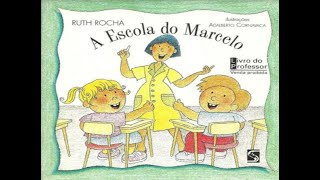 RUTH ROCHA
Ilustrações
ADALBERTO CORNAVACA
A Escola do Marcelo
Livro do
Professor
Venda proibida
S